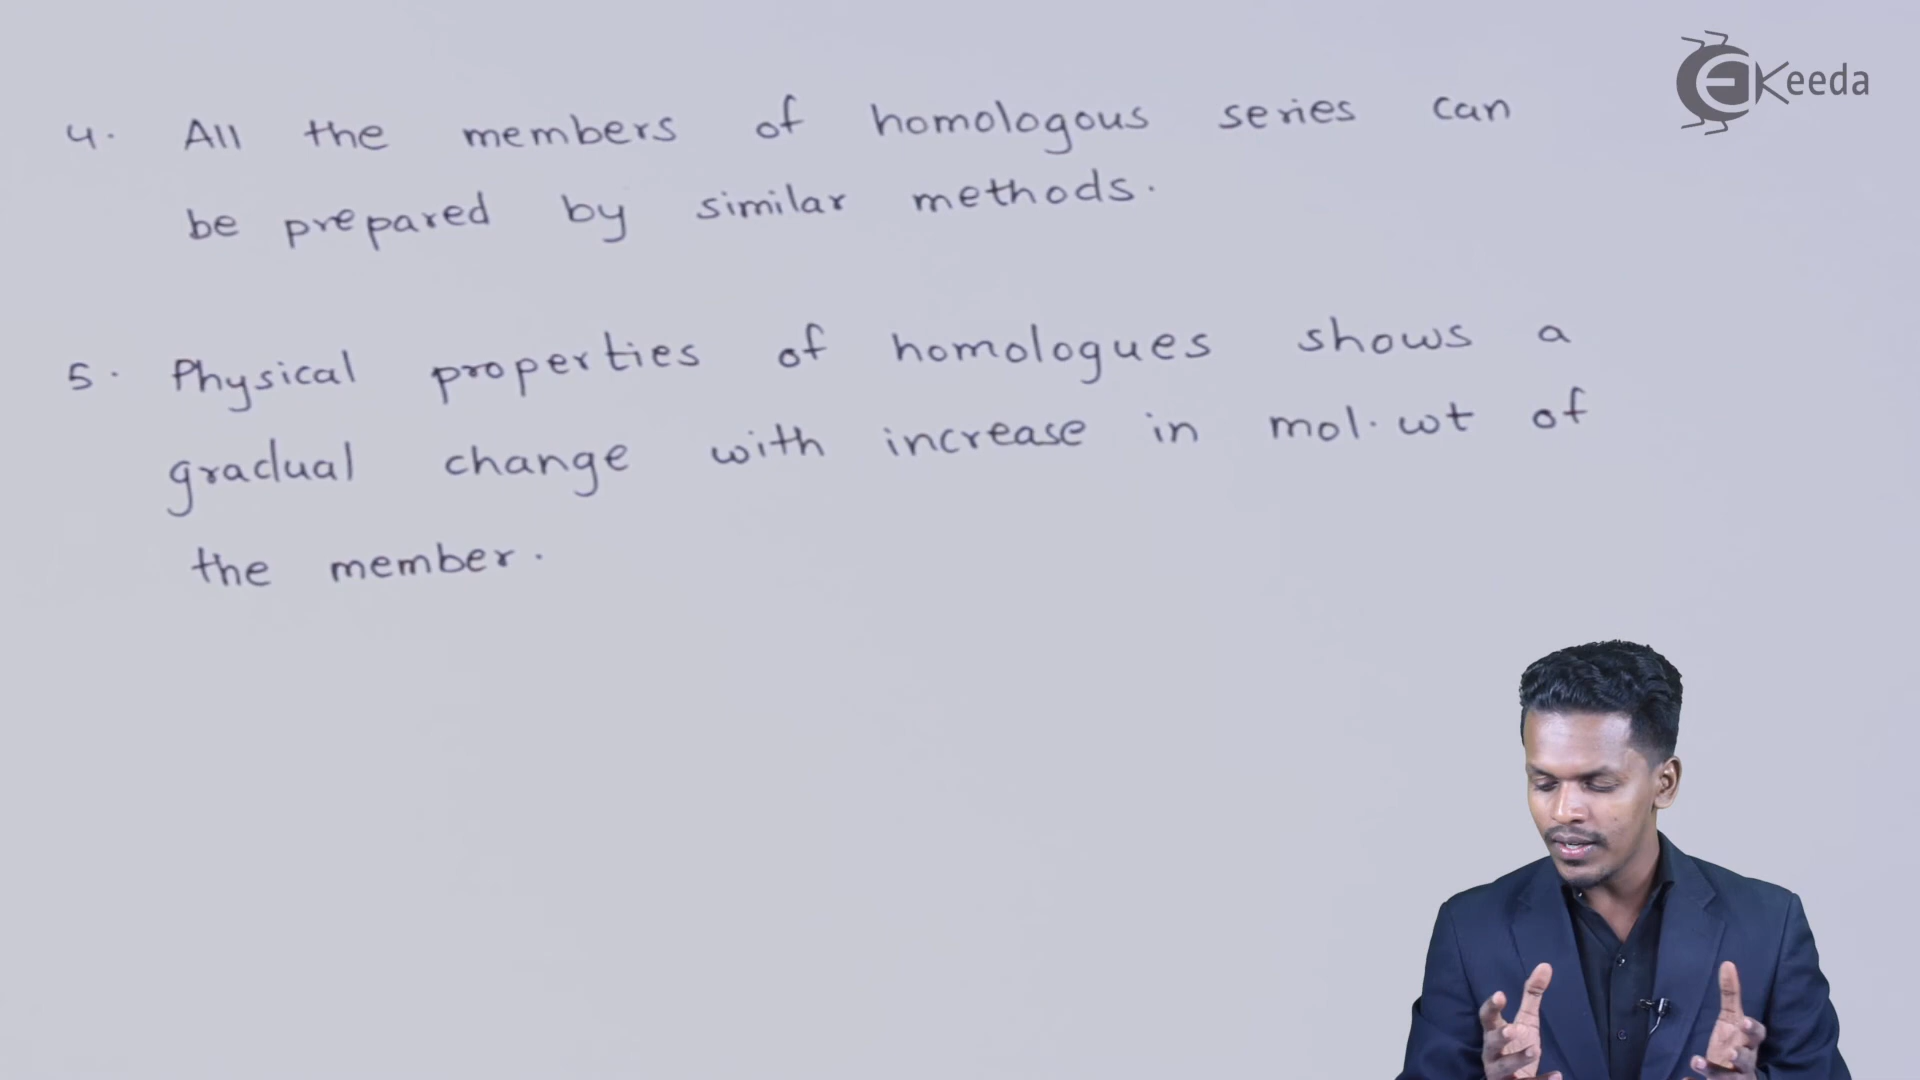 EKeeda
4. All the members of homologous series can
be prepared by similar methods.
5. Physical properties of homologues shows a
gradual change with increase in mol. wt of
the member.